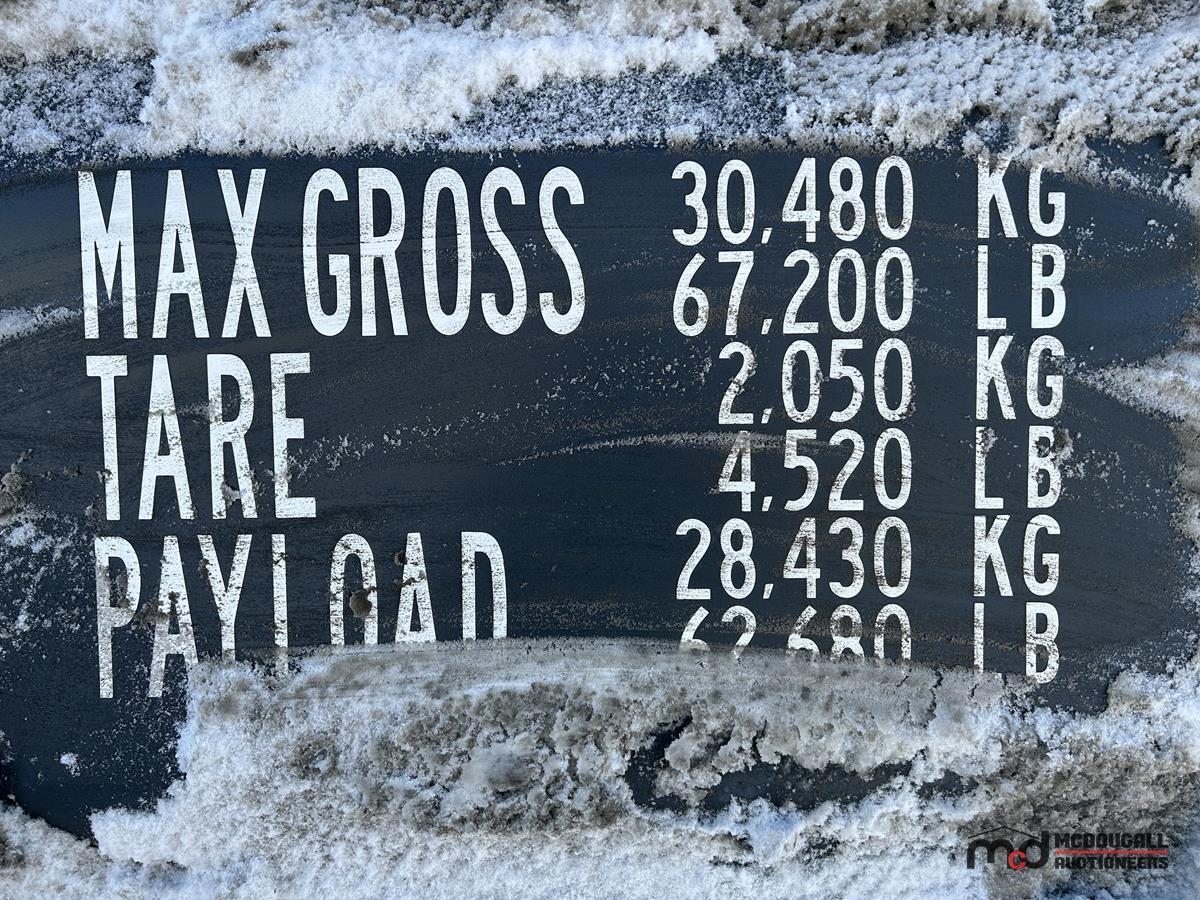 MAX GROSS 30,480 KG
67,200 LB
TARE 2,050 KG
4,520 LB
PAYLOAD 28,430 KG
62,680 LB
mcd MCDOUGALL
AUCTIONEERS